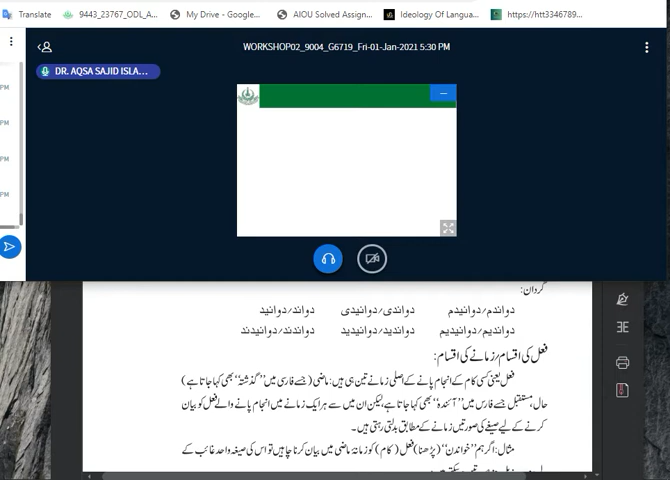 Translate
9443_23767_ODL_A...
My Drive - Google...
AIOU Solved Assign...
Ideology Of Langua...
https://htt3346789...
WORKSHOP02_9004_G6719_Fri-01-Jan-2021 5:30 PM
DR. AQSA SAJID ISLA...
PM
PM
PM
PM
گردان:
دواندم/دوانیدم دواندی/دوانیدی دواند/دوانید
دواندیم/دوانیدیم دواندید/دوانیدید دواندند/دوانیدند
فعل کی اقسام/زمانے کی اقسام:
فعل یعنی کسی کام کے انجام پانے کے اصلی زمانے تین ہی ہیں: ماضی (جسے فارسی میں "گذشتہ" بھی کہا جاتا ہے)
حال، مستقبل جسے فارسی میں "آئندہ" بھی کہا جاتا ہے، لیکن ان میں سے ہر ایک زمانے میں انجام پانے والے فعل کو بیان
کرنے کے لیے صیغے کی صورتیں زمانے کے مطابق بدلتی رہتی ہیں۔
مثال: اگر ہم "خواندن" (پڑھنا) فعل (کام) کو زمانۂ ماضی میں بیان کرنا چاہیں تو اس کی صیغہ واحد غائب کے